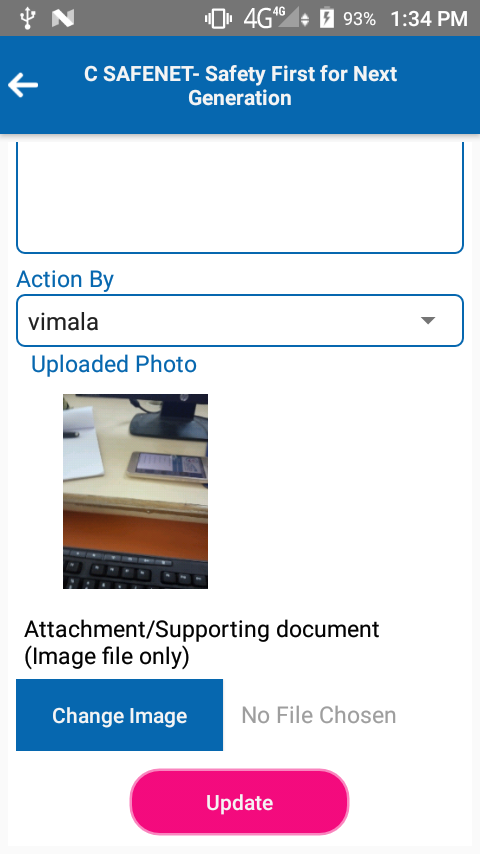 4G 4G 93% 1:34 PM
C SAFENET- Safety First for Next
Generation
Action By
vimala
Uploaded Photo
Attachment/Supporting document
(Image file only)
Change Image No File Chosen
Update